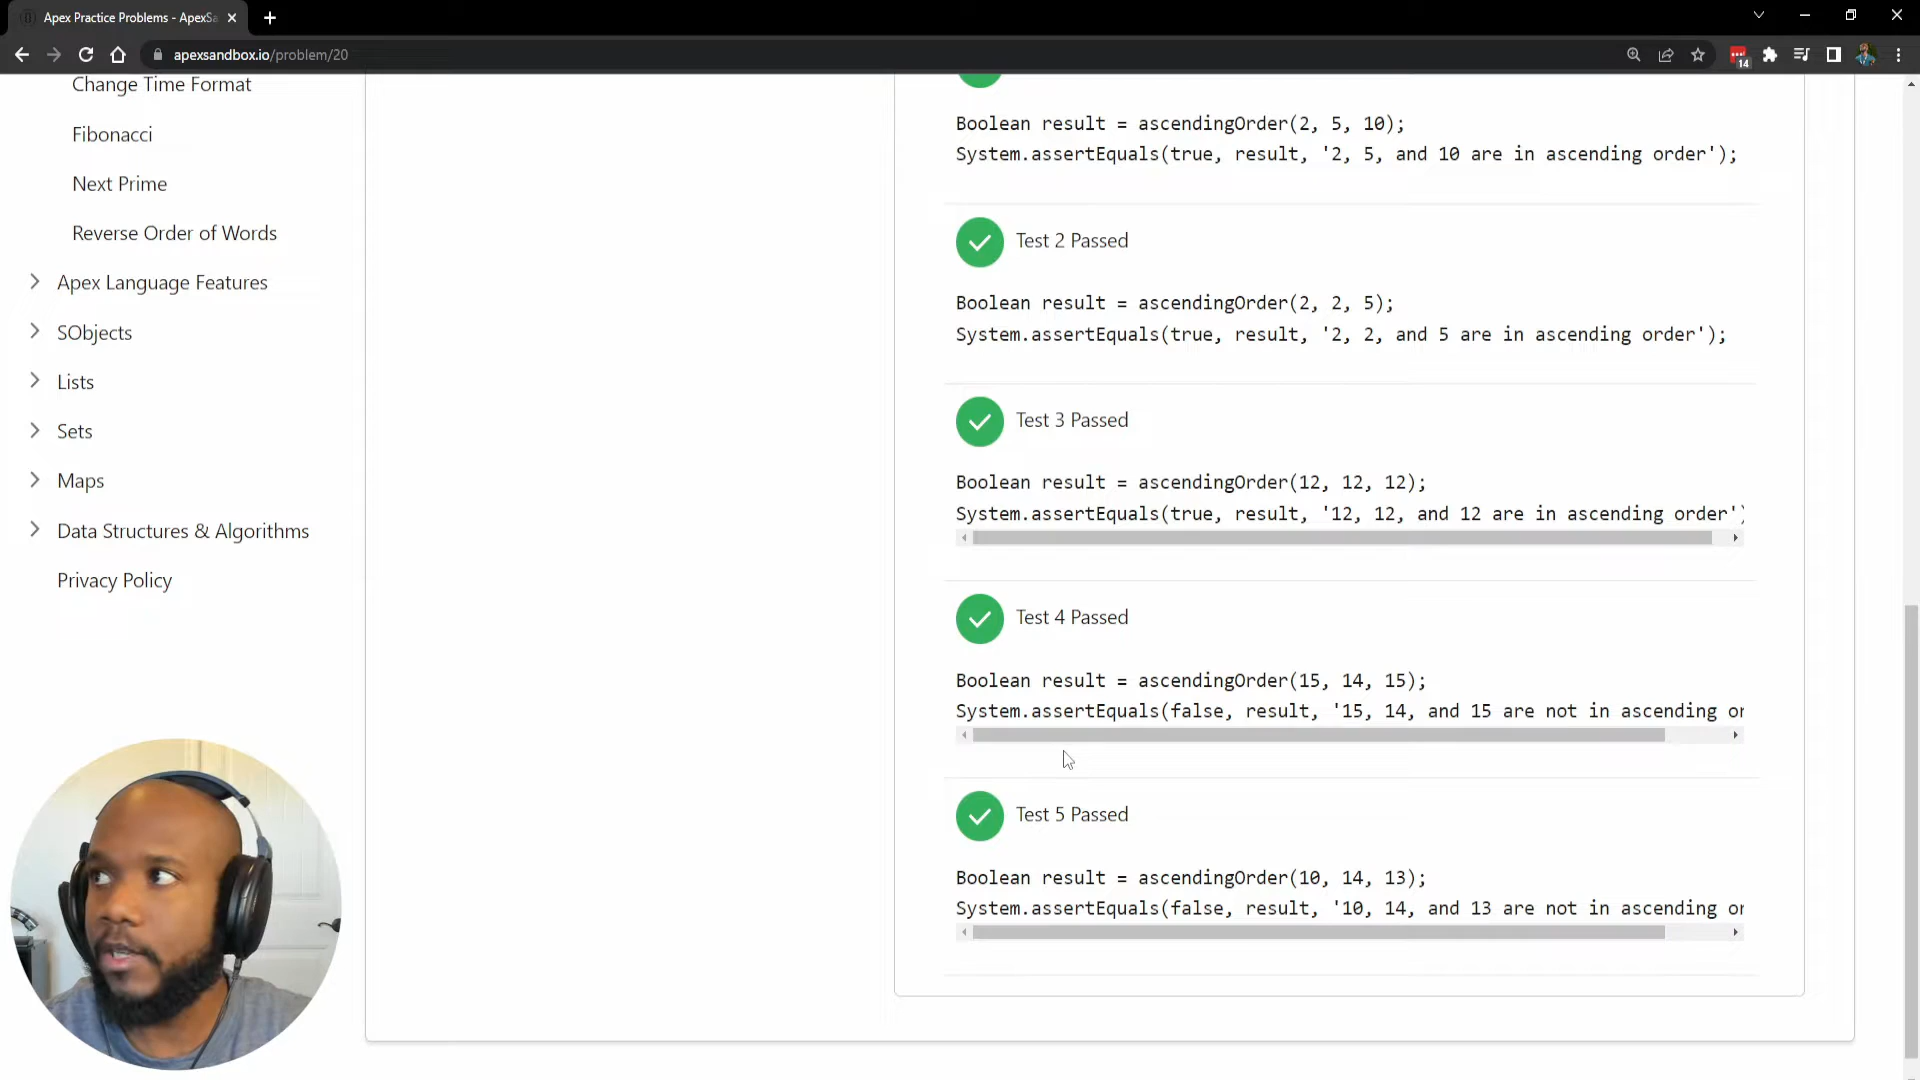 Apex Practice Problems - ApexSa
apexsandbox.io/problem/20
14
Change Time Format
Fibonacci
Next Prime
Reverse Order of Words
Apex Language Features
SObjects
Lists
Sets
Maps
Data Structures & Algorithms
Privacy Policy
Boolean result = ascendingOrder(2, 5, 10);
System.assertEquals(true, result, '2, 5, and 10 are in ascending order');
Test 2 Passed
Boolean result = ascendingOrder(2, 2, 5);
System.assertEquals(true, result, '2, 2, and 5 are in ascending order');
Test 3 Passed
Boolean result = ascendingOrder(12, 12, 12);
System.assertEquals(true, result, '12, 12, and 12 are in ascending order')
Test 4 Passed
Boolean result = ascendingOrder(15, 14, 15);
System.assertEquals(false, result, '15, 14, and 15 are not in ascending or
Test 5 Passed
Boolean result = ascendingOrder(10, 14, 13);
System.assertEquals(false, result, '10, 14, and 13 are not in ascending or